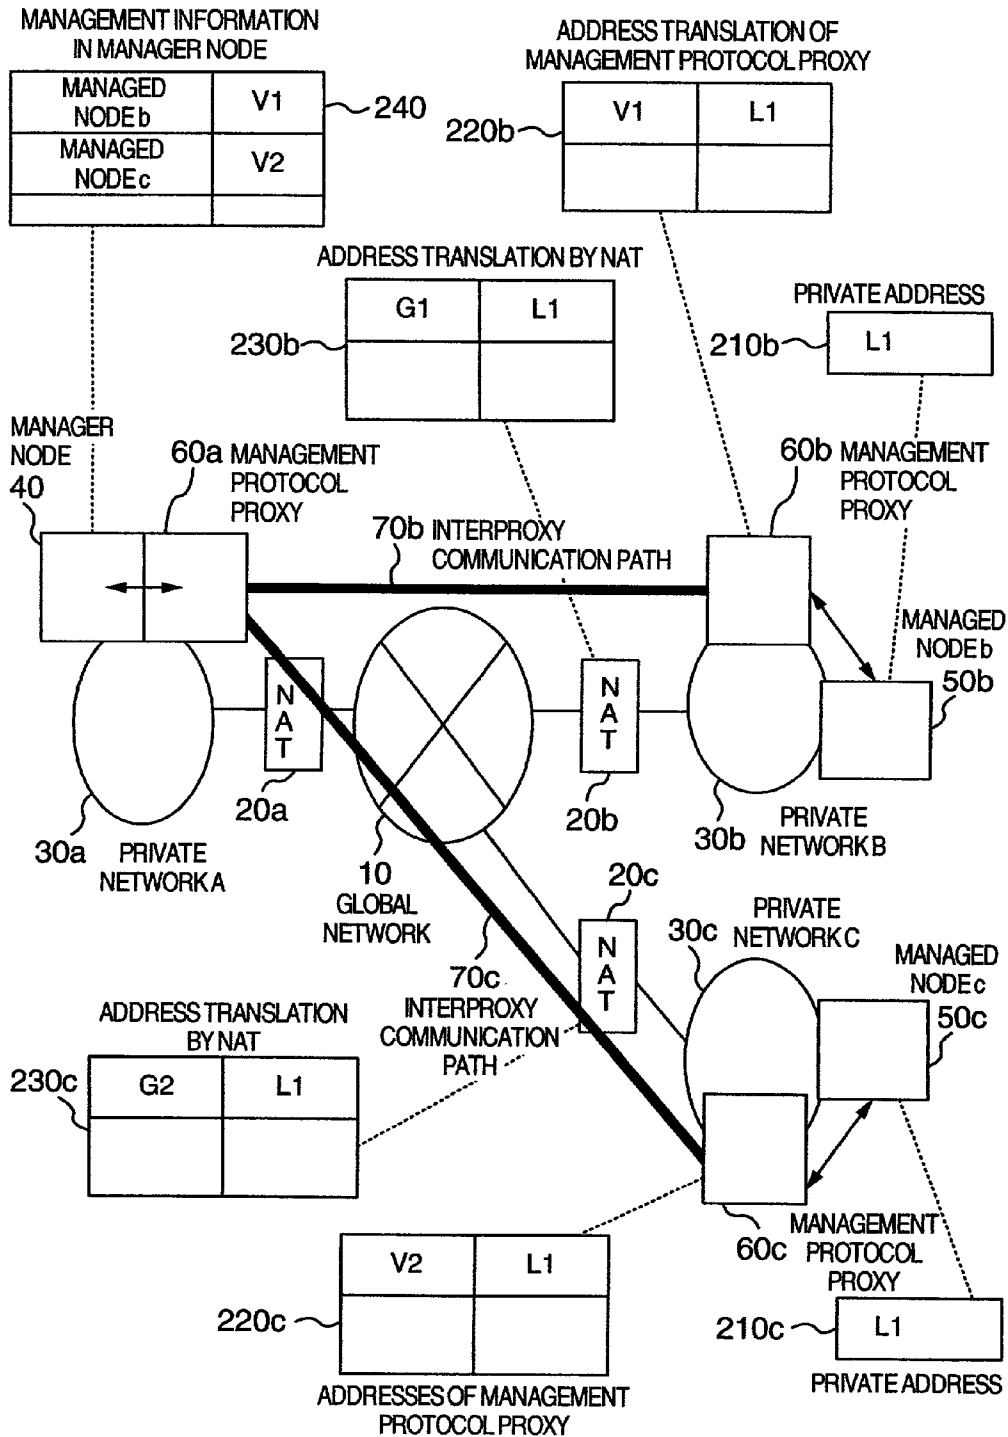 MANAGEMENT INFORMATION
IN MANAGER NODE
MANAGED
NODE b
V1
MANAGED
NODE c
V2
240
ADDRESS TRANSLATION OF
MANAGEMENT PROTOCOL PROXY
V1
L1
220b
ADDRESS TRANSLATION BY NAT
G1
L1
230b
PRIVATE ADDRESS
L1
210b
MANAGER
NODE
40
60a
MANAGEMENT
PROTOCOL
PROXY
60b
MANAGEMENT
PROTOCOL
PROXY
70b
INTERPROXY
COMMUNICATION PATH
MANAGED
NODE b
50b
NAT
20a
NAT
20b
30a
PRIVATE
NETWORK A
10
GLOBAL
NETWORK
30b
PRIVATE
NETWORK B
20c
NAT
30c
PRIVATE
NETWORK C
MANAGED
NODE c
50c
70c
INTERPROXY
COMMUNICATION
PATH
ADDRESS TRANSLATION
BY NAT
G2
L1
230c
60c
MANAGEMENT
PROTOCOL
PROXY
V2
L1
220c
ADDRESSES OF MANAGEMENT
PROTOCOL PROXY
L1
210c
PRIVATE ADDRESS